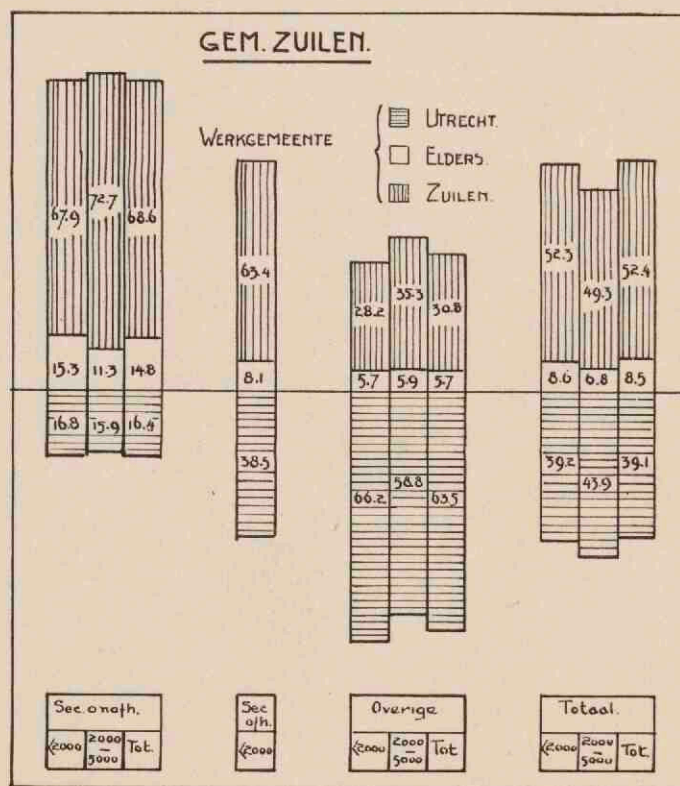 GEM. ZUILEN.
WERKGEMEENTE
UTRECHT.
ELDERS.
ZUILEN.
67.9 72.7 68.6
15.3 11.3 14.8
16.8 15.9 16.4
63.4
8.1
38.5
28.2 35.3 30.8
5.7 5.9 5.7
66.2 58.8 63.5
52.3 49.3 52.4
8.6 6.8 8.5
39.2 43.9 39.1
Sec. onafh.
<2000 2000–5000 Tot.
Sec
afh.
<2000
Overige
<2000 2000–5000 Tot
Totaal.
<2000 2000–5000 Tot.